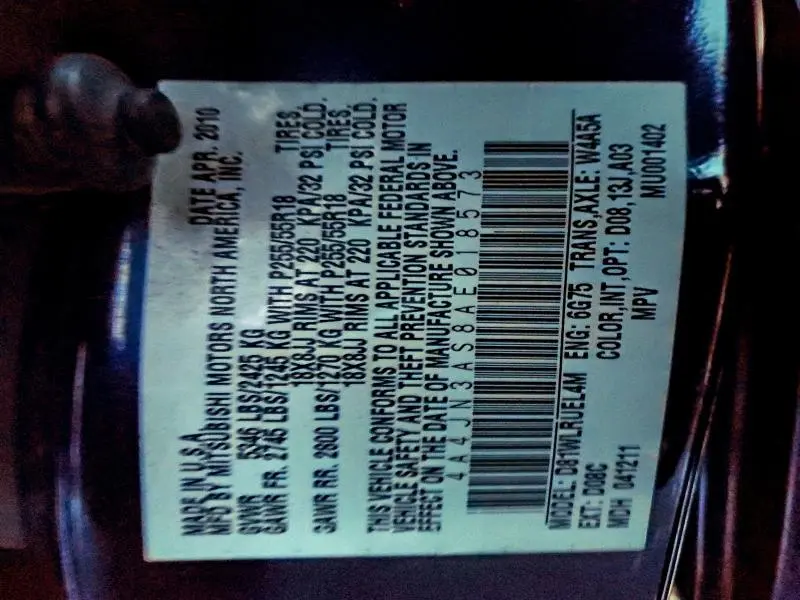 MADE IN U.S.A. DATE APR. 2010
MFD BY MITSUBISHI MOTORS NORTH AMERICA, INC.
GVWR 5346 LBS/2425 KG
GAWR FR. 2745 LBS/1245 KG WITH P255/55R18 TIRES.
18X8JJ RIMS AT 220 KPA/32 PSI COLD.
GAWR RR. 2800 LBS/1270 KG WITH P255/55R18 TIRES.
18X8JJ RIMS AT 220 KPA/32 PSI COLD.
THIS VEHICLE CONFORMS TO ALL APPLICABLE FEDERAL MOTOR
VEHICLE SAFETY AND THEFT PREVENTION STANDARDS IN
EFFECT ON THE DATE OF MANUFACTURE SHOWN ABOVE.
4A4JN3AS8AE018573
MODEL: D81WLRUEL4M ENG: 6G75 TRANS,AXLE: W4A5A
EXT: D08C COLOR,INT,OPT: D08,13J,A03
MDH 041211 MPV MU001402